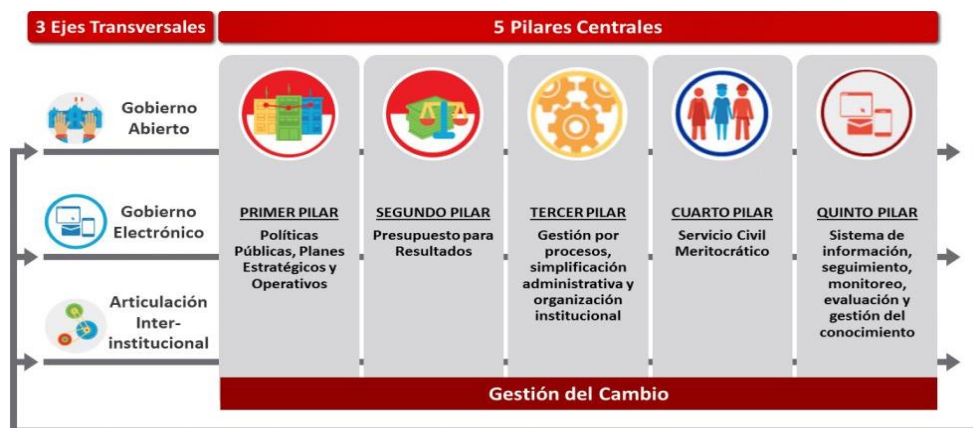 3 Ejes Transversales
5 Pilares Centrales
Gobierno
Abierto
Gobierno
Electrónico
Articulación
Inter-
institucional
PRIMER PILAR
Políticas
Públicas, Planes
Estratégicos y
Operativos
SEGUNDO PILAR
Presupuesto para
Resultados
TERCER PILAR
Gestión por
procesos,
simplificación
administrativa y
organización
institucional
CUARTO PILAR
Servicio Civil
Meritocrático
QUINTO PILAR
Sistema de
información,
seguimiento,
monitoreo,
evaluación y
gestión del
conocimiento
Gestión del Cambio